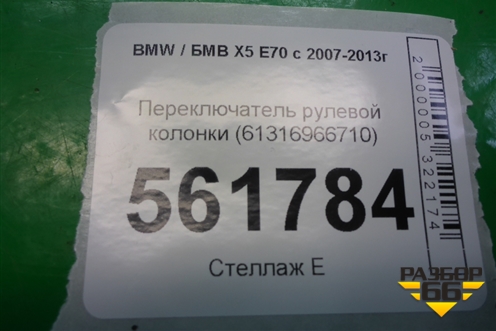 BMW / БМВ X5 E70 с 2007-2013г
Переключатель рулевой
колонки (61316966710)
561784
Стеллаж Е
2000005322174
РАЗБОР
66